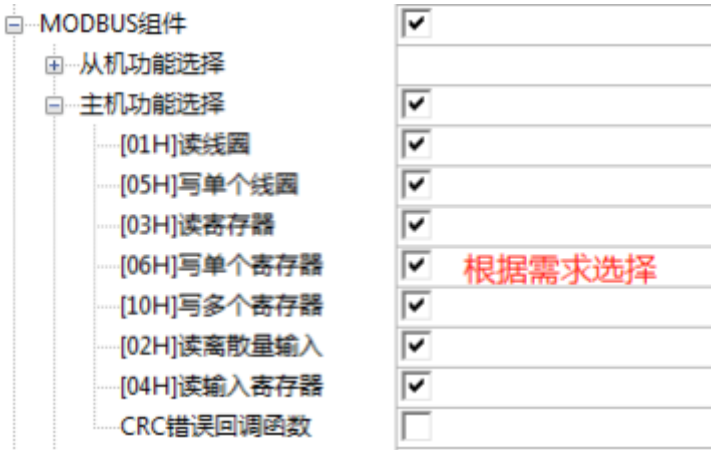 MODBUS组件
从机功能选择
主机功能选择
[01H]读线圈
[05H]写单个线圈
[03H]读寄存器
[06H]写单个寄存器 根据需求选择
[10H]写多个寄存器
[02H]读离散量输入
[04H]读输入寄存器
CRC错误回调函数